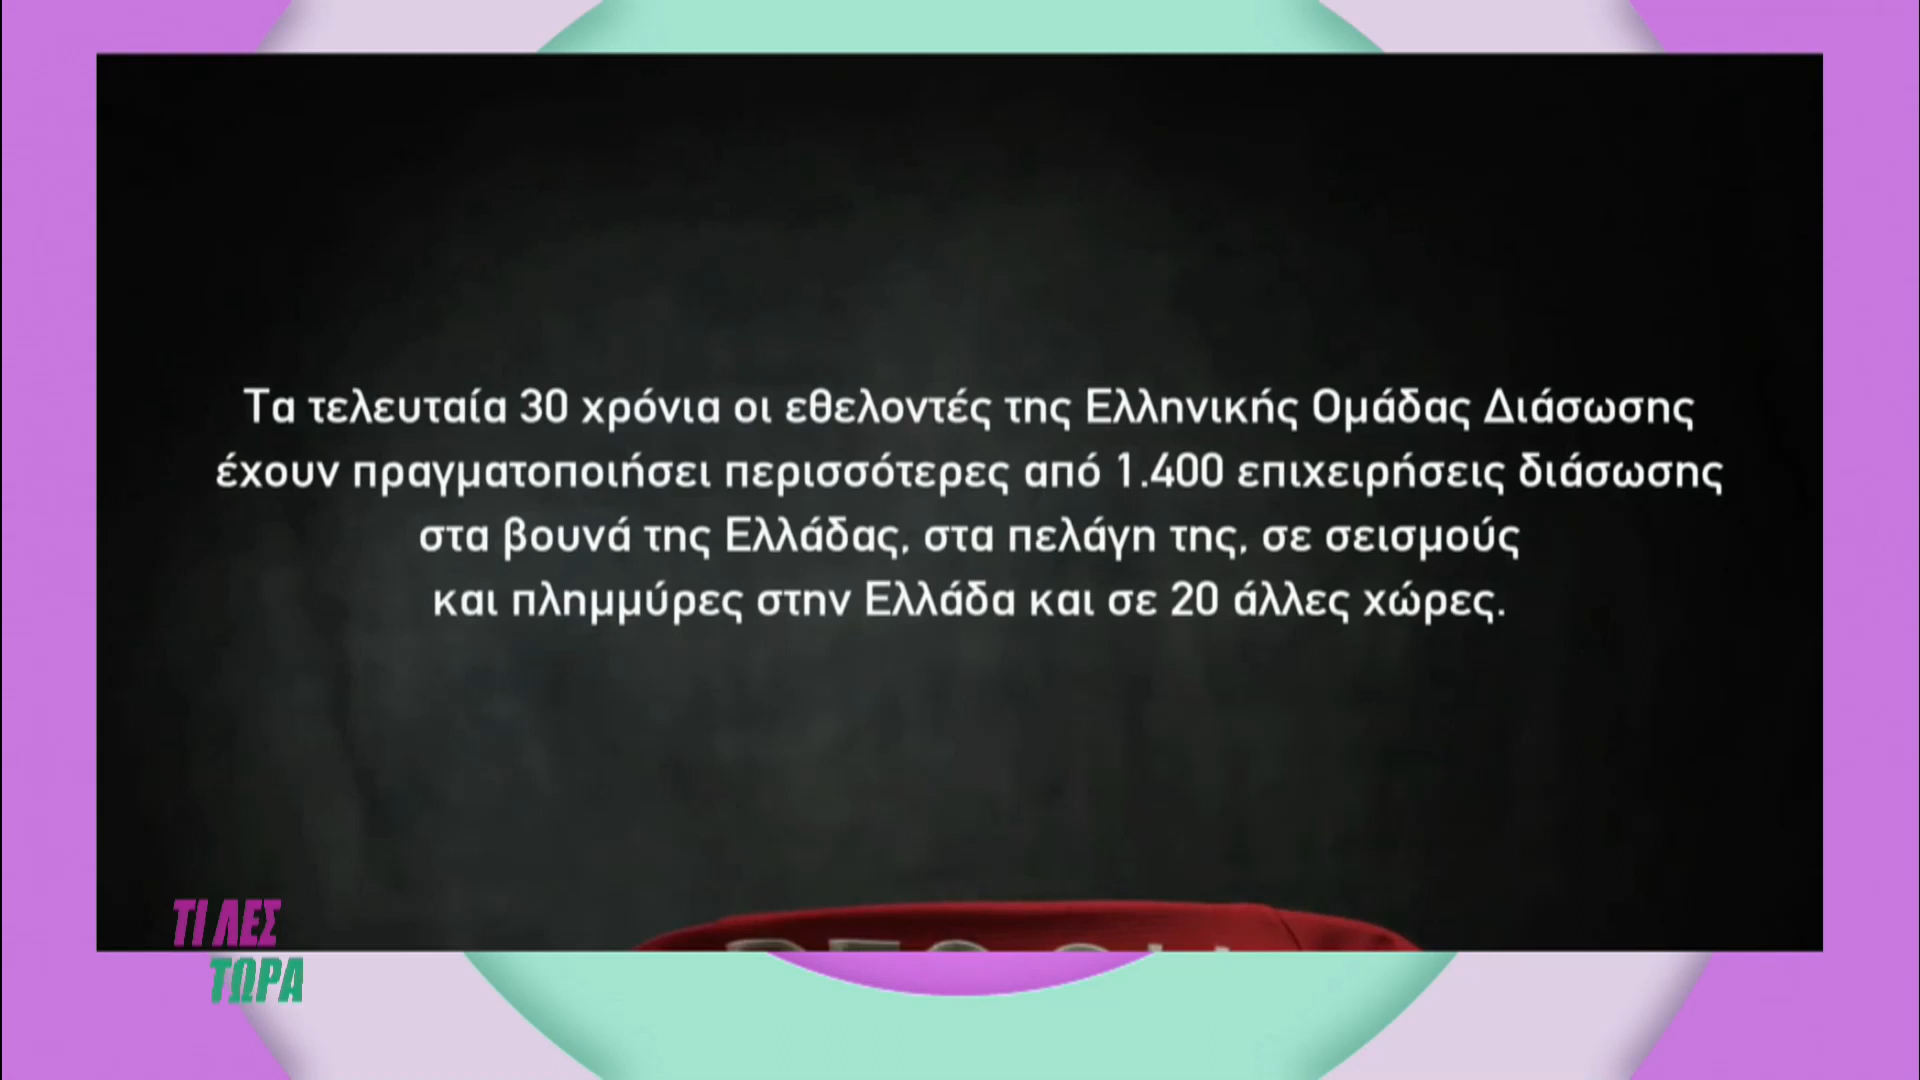 Τα τελευταία 30 χρόνια οι εθελοντές της Ελληνικής Ομάδας Διάσωσης
έχουν πραγματοποιήσει περισσότερες από 1.400 επιχειρήσεις διάσωσης
στα βουνά της Ελλάδας, στα πελάγη της, σε σεισμούς
και πλημμύρες στην Ελλάδα και σε 20 άλλες χώρες.
ΤΙ ΛΕΣ
ΤΩΡΑ